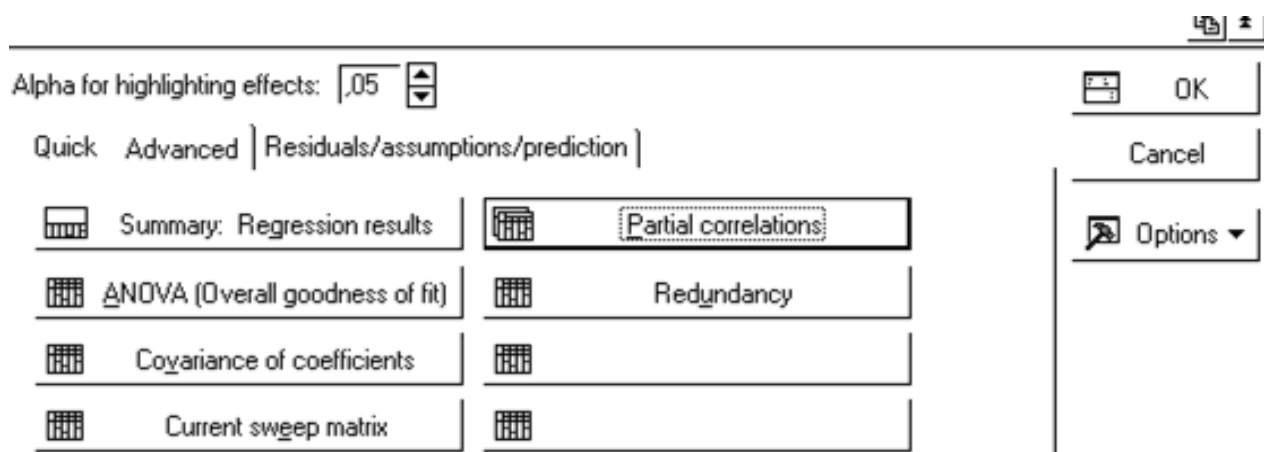 Alpha for highlighting effects: ,05
OK
Quick Advanced Residuals/assumptions/prediction
Cancel
Summary: Regression results
Partial correlations
Options
ANOVA (Overall goodness of fit)
Redundancy
Covariance of coefficients
Current sweep matrix